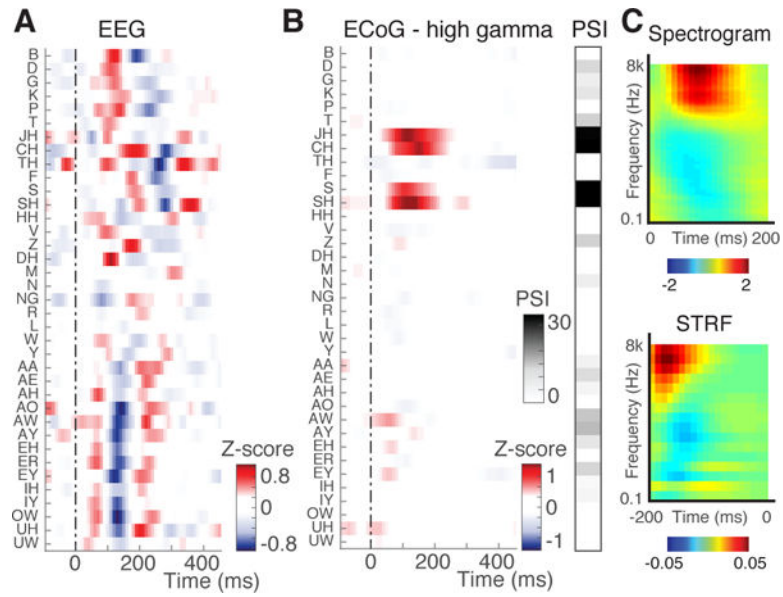 A
EEG
B
D
G
K
P
T
JH
CH
TH
F
S
SH
HH
V
Z
DH
M
N
NG
R
L
W
Y
AA
AE
AH
AO
AW
AY
EH
ER
EY
IH
IY
OW
UH
UW
0
200
400
Time (ms)
Z-score
0.8
-0.8
B
ECoG - high gamma
PSI
B
D
G
K
P
T
JH
CH
TH
F
S
SH
HH
V
Z
DH
M
N
NG
R
L
W
Y
AA
AE
AH
AO
AW
AY
EH
ER
EY
IH
IY
OW
UH
UW
0
200
400
Time (ms)
PSI
30
0
Z-score
1
-1
C
Spectrogram
8k
Frequency (Hz)
0.1
0
Time (ms)
200
-2
2
STRF
8k
Frequency (Hz)
0.1
-200
Time (ms)
0
-0.05
0.05